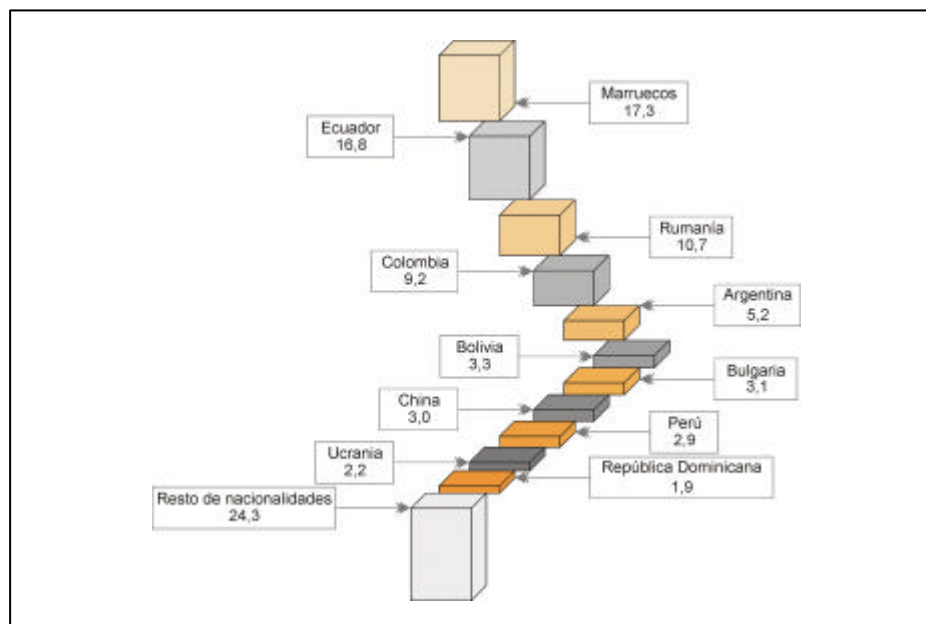 Marruecos
17,3
Ecuador
16,8
Rumanía
10,7
Colombia
9,2
Argentina
5,2
Bolivia
3,3
Bulgaria
3,1
China
3,0
Perú
2,9
Ucrania
2,2
República Dominicana
1,9
Resto de nacionalidades
24,3